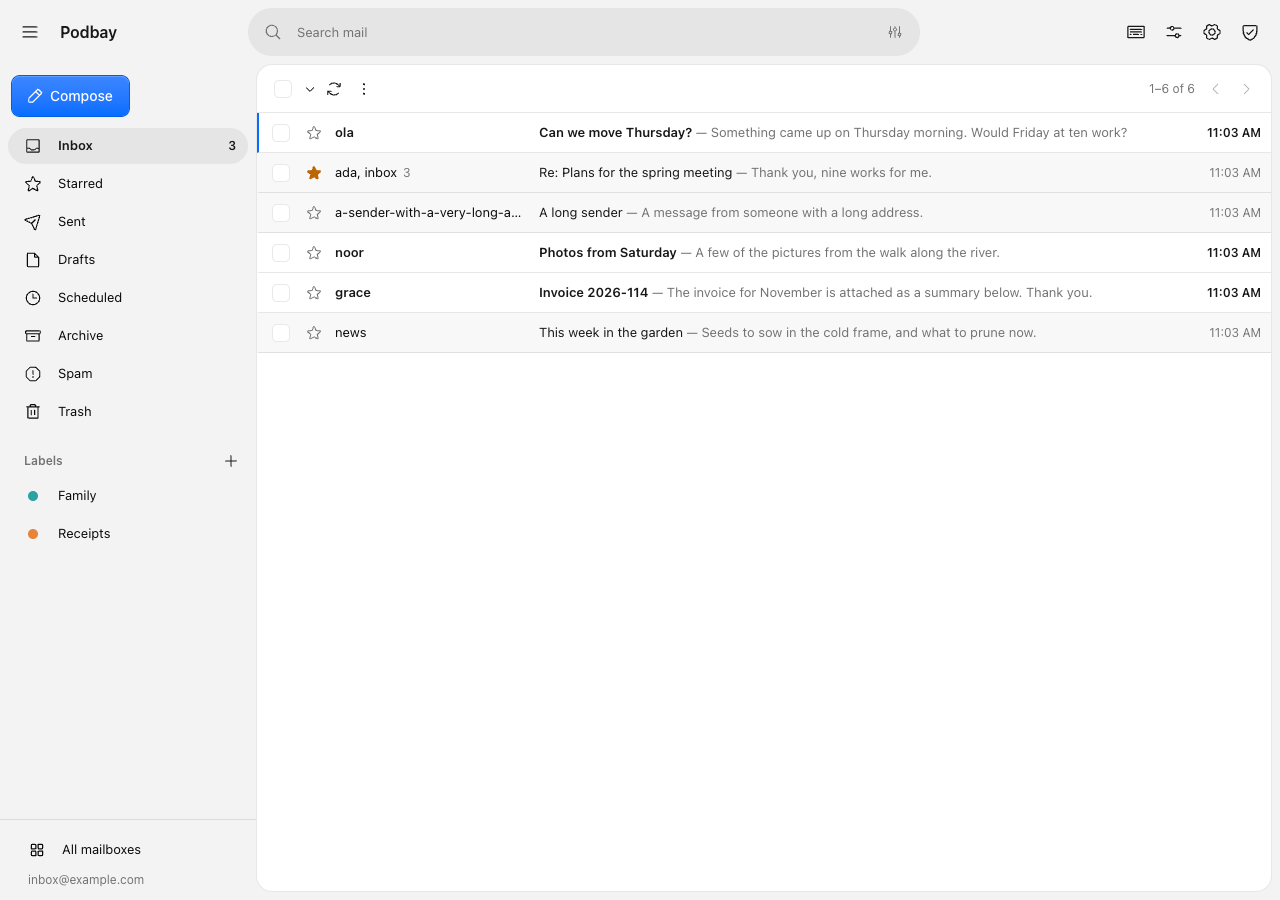 Podbay
Search mail
Compose
1–6 of 6
Inbox 3
Starred
Sent
Drafts
Scheduled
Archive
Spam
Trash
Labels
Family
Receipts
All mailboxes
inbox@example.com
ola Can we move Thursday? — Something came up on Thursday morning. Would Friday at ten work? 11:03 AM
ada, inbox 3 Re: Plans for the spring meeting — Thank you, nine works for me. 11:03 AM
a-sender-with-a-very-long-a... A long sender — A message from someone with a long address. 11:03 AM
noor Photos from Saturday — A few of the pictures from the walk along the river. 11:03 AM
grace Invoice 2026-114 — The invoice for November is attached as a summary below. Thank you. 11:03 AM
news This week in the garden — Seeds to sow in the cold frame, and what to prune now. 11:03 AM